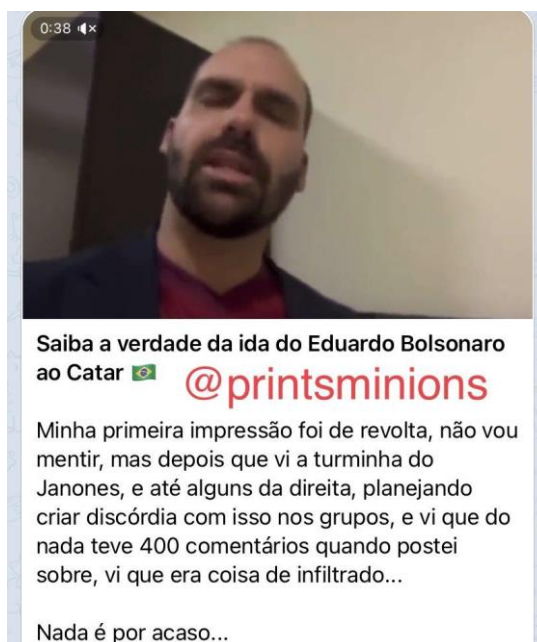 0:38
Saiba a verdade da ida do Eduardo Bolsonaro
ao Catar 🇧🇷 @printsminions
Minha primeira impressão foi de revolta, não vou
mentir, mas depois que vi a turminha do
Janones, e até alguns da direita, planejando
criar discórdia com isso nos grupos, e vi que do
nada teve 400 comentários quando postei
sobre, vi que era coisa de infiltrado...
Nada é por acaso...